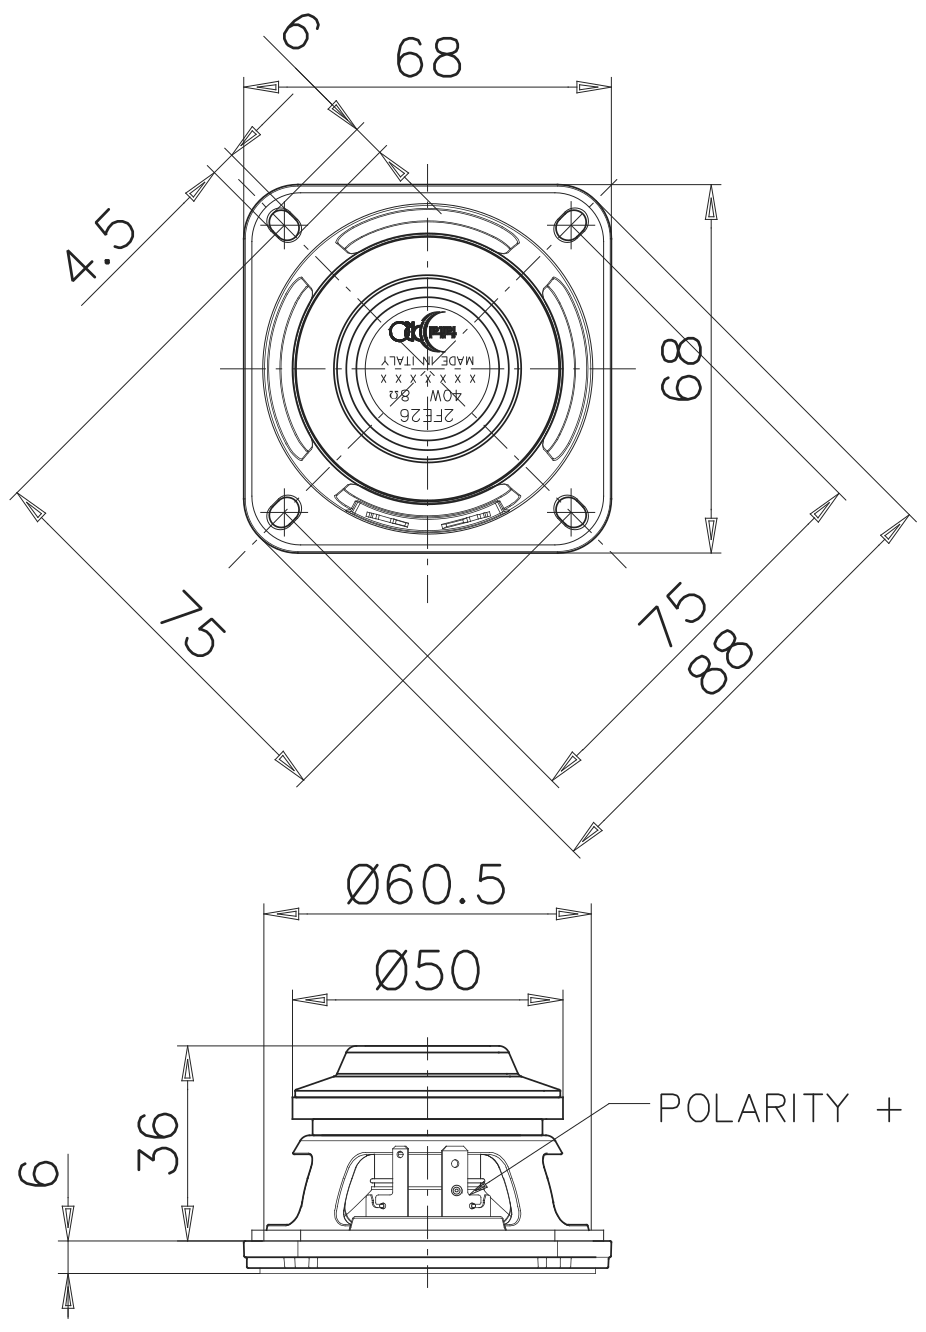 6
68
4.5
68
MADE IN ITALY
X X X X X X X
40W 8Ω
2FE26
75
75
88
Ø60.5
Ø50
36
6
POLARITY +